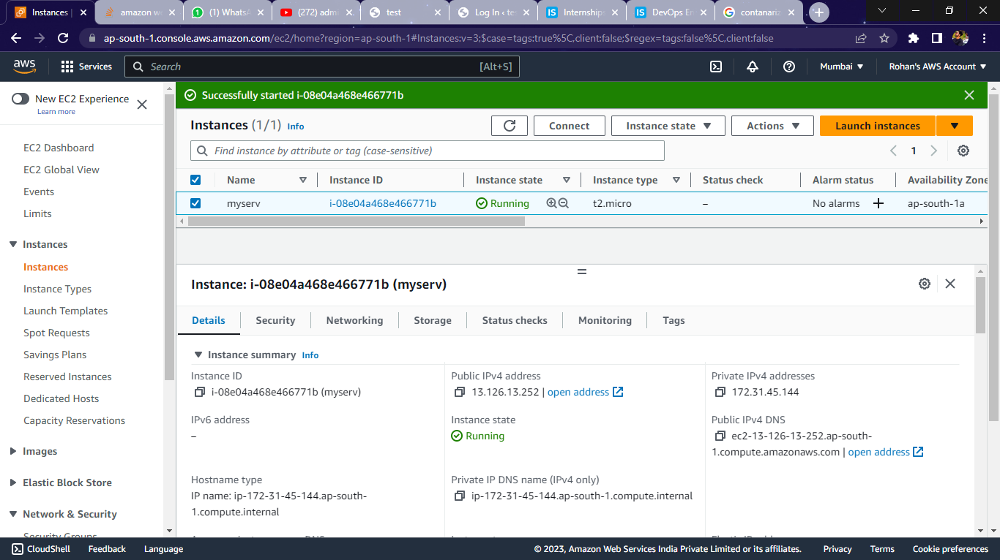 Instances |
amazon w
(1) WhatsA
(272) adm
test
Log In ‹ te
Internships
DevOps En
contanariz
ap-south-1.console.aws.amazon.com/ec2/home?region=ap-south-1#Instances:v=3;$case=tags:true%5C,client:false;$regex=tags:false%5C,client:false
aws
Services
Search
[Alt+S]
Mumbai
Rohan's AWS Account
New EC2 Experience
Learn more
EC2 Dashboard
EC2 Global View
Events
Limits
Instances
Instances
Instance Types
Launch Templates
Spot Requests
Savings Plans
Reserved Instances
Dedicated Hosts
Capacity Reservations
Images
Elastic Block Store
Network & Security
Security Groups
Successfully started i-08e04a468e466771b
Instances (1/1) Info
Connect
Instance state
Actions
Launch instances
Find instance by attribute or tag (case-sensitive)
1
Name
Instance ID
Instance state
Instance type
Status check
Alarm status
Availability Zone
myserv
i-08e04a468e466771b
Running
t2.micro
–
No alarms
ap-south-1a
Instance: i-08e04a468e466771b (myserv)
Details
Security
Networking
Storage
Status checks
Monitoring
Tags
Instance summary Info
Instance ID
i-08e04a468e466771b (myserv)
Public IPv4 address
13.126.13.252 | open address
Private IPv4 addresses
172.31.45.144
IPv6 address
–
Instance state
Running
Public IPv4 DNS
ec2-13-126-13-252.ap-south-
1.compute.amazonaws.com | open address
Hostname type
IP name: ip-172-31-45-144.ap-south-
1.compute.internal
Private IP DNS name (IPv4 only)
ip-172-31-45-144.ap-south-1.compute.internal
CloudShell
Feedback
Language
© 2023, Amazon Web Services India Private Limited or its affiliates.
Privacy
Terms
Cookie preferences